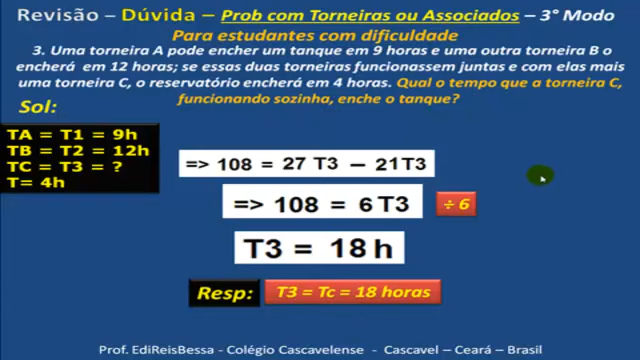 Revisão – Dúvida – Prob com Torneiras ou Associados – 3° Modo
Para estudantes com dificuldade
3. Uma torneira A pode encher um tanque em 9 horas e uma outra torneira B o
encherá em 12 horas; se essas duas torneiras funcionassem juntas e com elas mais
uma torneira C, o reservatório encherá em 4 horas. Qual o tempo que a torneira C,
funcionando sozinha, enche o tanque?
Sol:
TA = T1 = 9h
TB = T2 = 12h
TC = T3 = ?
T= 4h
=> 108 = 27 T3 – 21T3
=> 108 = 6T3
÷ 6
T3 = 18h
Resp:
T3 = Tc = 18 horas
Prof. EdiReisBessa - Colégio Cascavelense - Cascavel – Ceará – Brasil